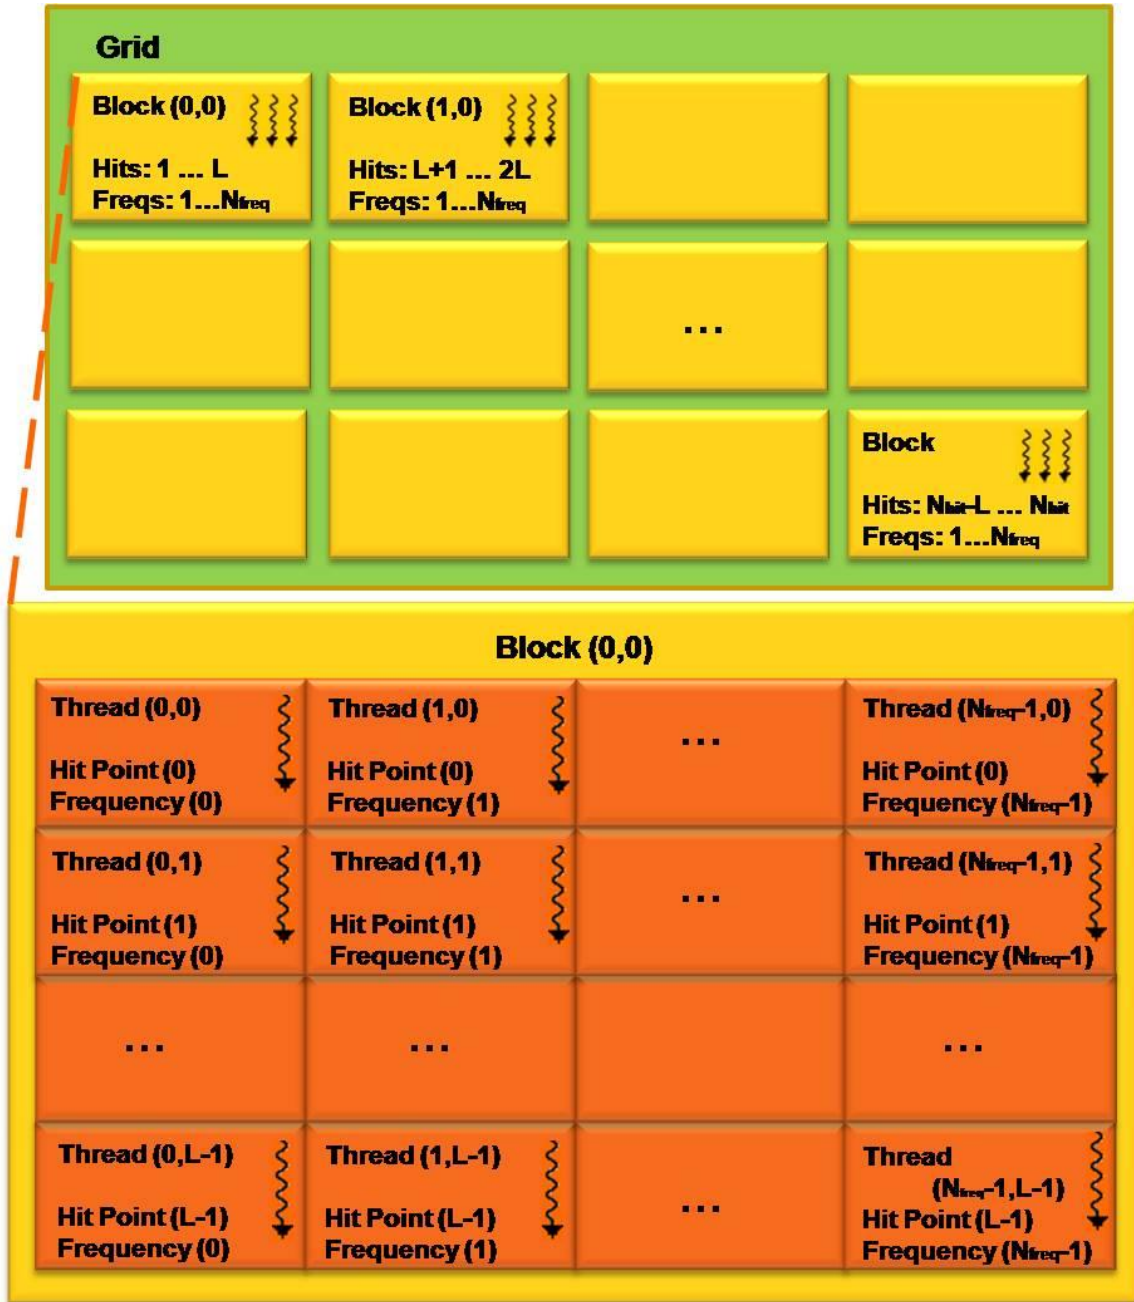 Grid
Block (0,0)
Hits: 1 ... L
Freqs: 1...Nfreq
Block (1,0)
Hits: L+1 ... 2L
Freqs: 1...Nfreq
...
Block
Hits: Nhit-L ... Nhit
Freqs: 1...Nfreq
Block (0,0)
Thread (0,0)
Hit Point (0)
Frequency (0)
Thread (1,0)
Hit Point (0)
Frequency (1)
...
Thread (Nfreq-1,0)
Hit Point (0)
Frequency (Nfreq-1)
Thread (0,1)
Hit Point (1)
Frequency (0)
Thread (1,1)
Hit Point (1)
Frequency (1)
...
Thread (Nfreq-1,1)
Hit Point (1)
Frequency (Nfreq-1)
...
...
...
Thread (0,L-1)
Hit Point (L-1)
Frequency (0)
Thread (1,L-1)
Hit Point (L-1)
Frequency (1)
...
Thread
(Nfreq-1,L-1)
Hit Point (L-1)
Frequency (Nfreq-1)